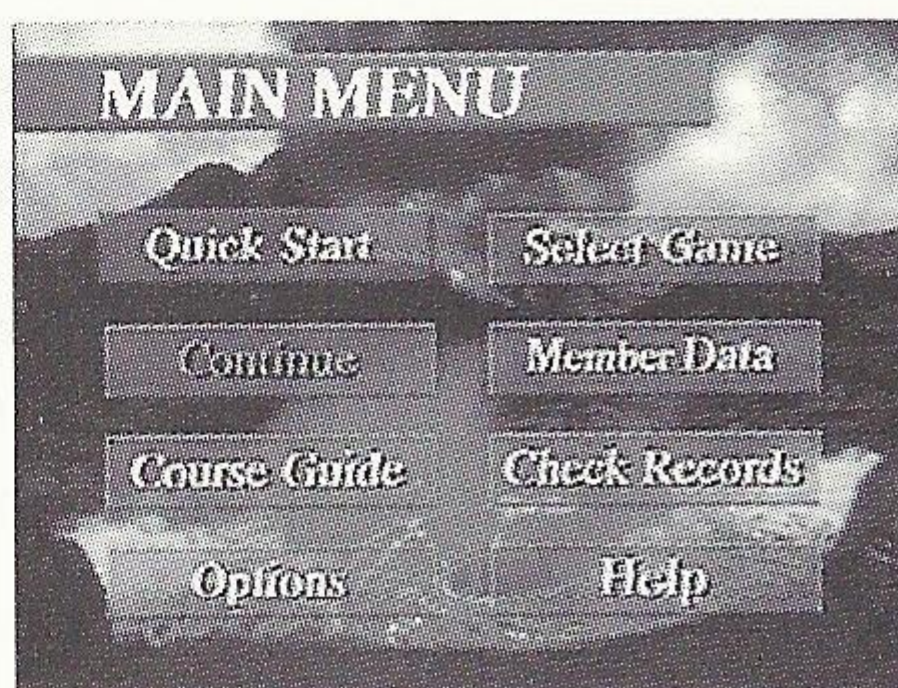 MAIN MENU
Quick Start
Select Game
Continue
Member Data
Course Guide
Check Records
Options
Help